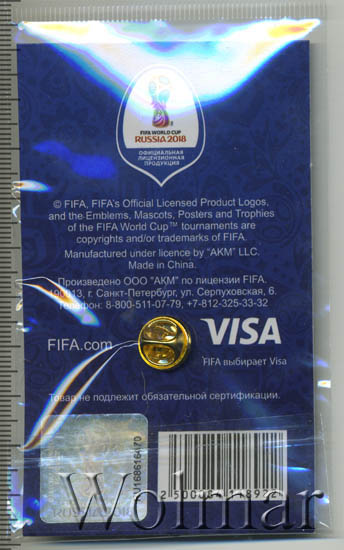 FIFA WORLD CUP
RUSSIA 2018
ОФИЦИАЛЬНАЯ
ЛИЦЕНЗИОННАЯ
ПРОДУКЦИЯ
© FIFA, FIFA's Official Licensed Product Logos,
and the Emblems, Mascots, Posters and Trophies
of the FIFA World Cup™ tournaments are
copyrights and/or trademarks of FIFA.
Manufactured under licence by "AKM" LLC.
Made in China.
Произведено ООО "АКМ" по лицензии FIFA.
190013, г. Санкт-Петербург, ул. Серпуховская, 6.
Телефон: 8-800-511-07-79, +7-812-325-33-32
FIFA.com
VISA
FIFA выбирает Visa
Товар не подлежит обязательной сертификации.
Wolmar